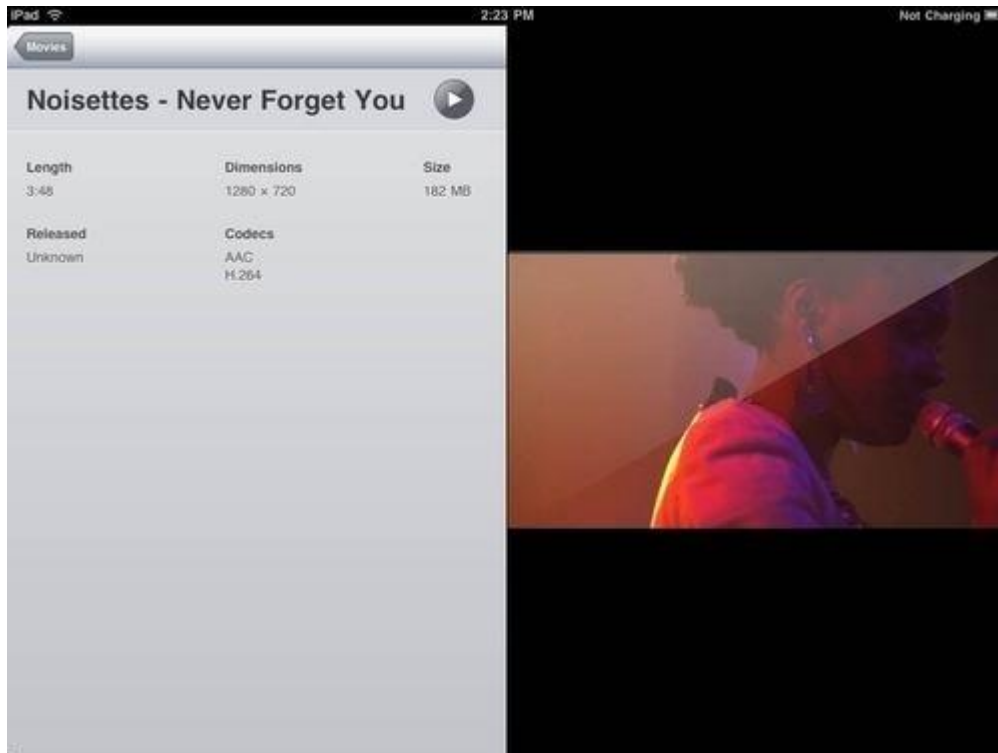 iPad 2:23 PM Not Charging
Movies
Noisettes - Never Forget You
Length Dimensions Size
3:48 1280 × 720 182 MB
Released Codecs
Unknown AAC
H.264